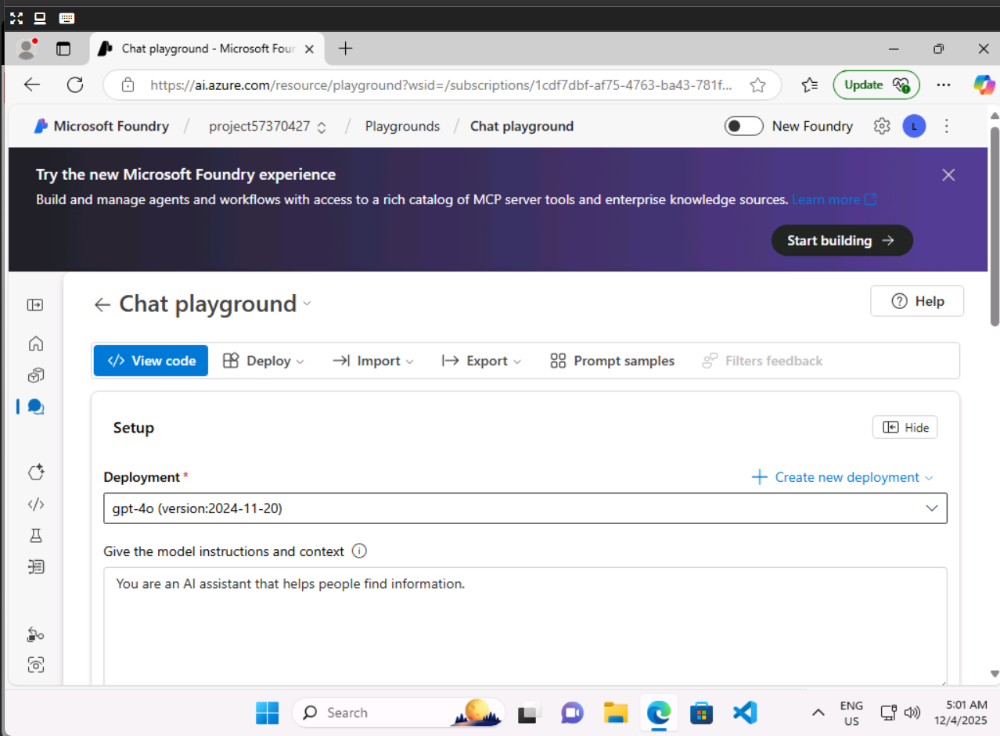 Chat playground - Microsoft Four
https://ai.azure.com/resource/playground?wsid=/subscriptions/1cdf7dbf-af75-4763-ba43-781f...
Update
Microsoft Foundry / project57370427 / Playgrounds / Chat playground
New Foundry
L
Try the new Microsoft Foundry experience
Build and manage agents and workflows with access to a rich catalog of MCP server tools and enterprise knowledge sources. Learn more
Start building
Chat playground
Help
View code
Deploy
Import
Export
Prompt samples
Filters feedback
Setup
Hide
Deployment *
Create new deployment
gpt-4o (version:2024-11-20)
Give the model instructions and context
You are an AI assistant that helps people find information.
Search
ENG
US
5:01 AM
12/4/2025